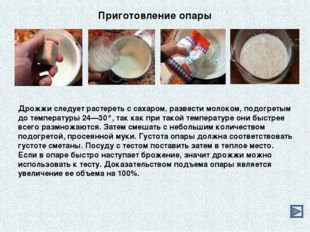 Приготовление опары
Дрожжи следует растереть с сахаром, развести молоком, подогретым
до температуры 24—30°, так как при такой температуре они быстрее
всего размножаются. Затем смешать с небольшим количеством
подогретой, просеянной муки. Густота опары должна соответствовать
густоте сметаны. Посуду с тестом поставить затем в теплое место.
Если в опаре быстро наступает брожение, значит дрожжи можно
использовать к тесту. Доказательством подъема опары является
увеличение ее объема на 100%.